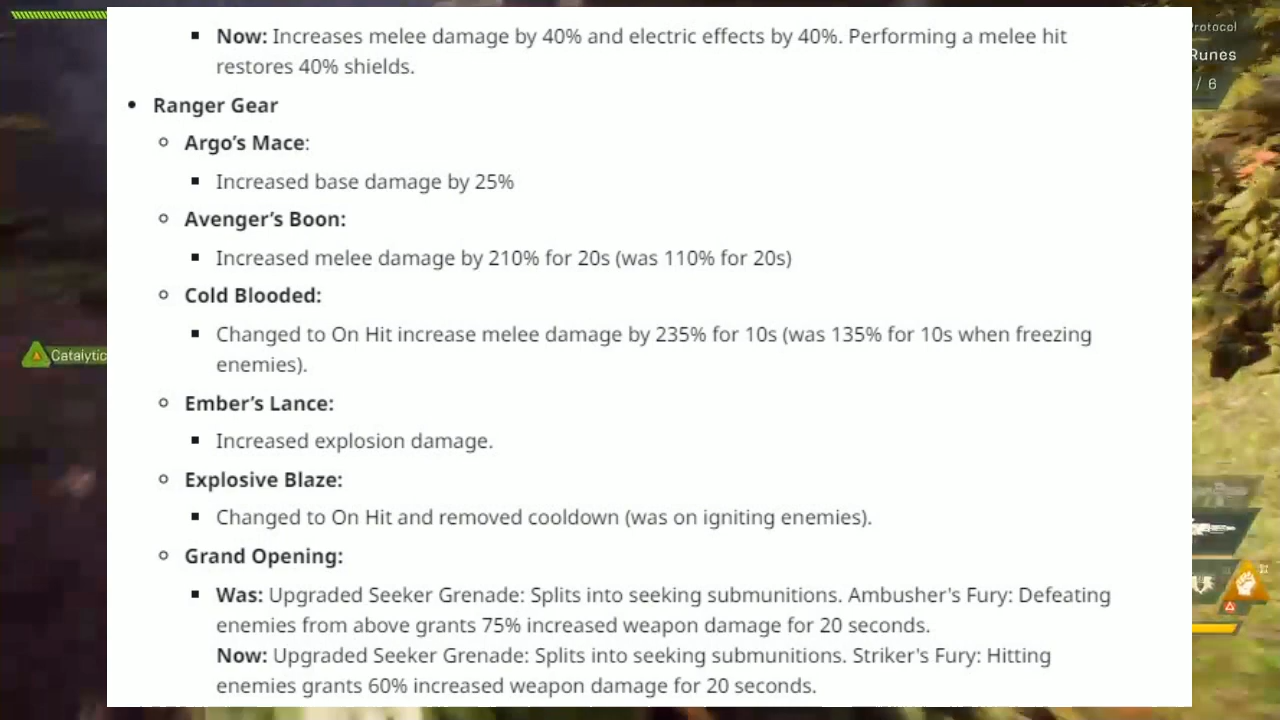 rotocol
Runes
/ 6
Now: Increases melee damage by 40% and electric effects by 40%. Performing a melee hit
restores 40% shields.
Ranger Gear
Argo’s Mace:
Increased base damage by 25%
Avenger’s Boon:
Increased melee damage by 210% for 20s (was 110% for 20s)
Cold Blooded:
Changed to On Hit increase melee damage by 235% for 10s (was 135% for 10s when freezing
enemies).
Catalytic
Ember’s Lance:
Increased explosion damage.
Explosive Blaze:
Changed to On Hit and removed cooldown (was on igniting enemies).
Grand Opening:
Was: Upgraded Seeker Grenade: Splits into seeking submunitions. Ambusher's Fury: Defeating
enemies from above grants 75% increased weapon damage for 20 seconds.
Now: Upgraded Seeker Grenade: Splits into seeking submunitions. Striker's Fury: Hitting
enemies grants 60% increased weapon damage for 20 seconds.